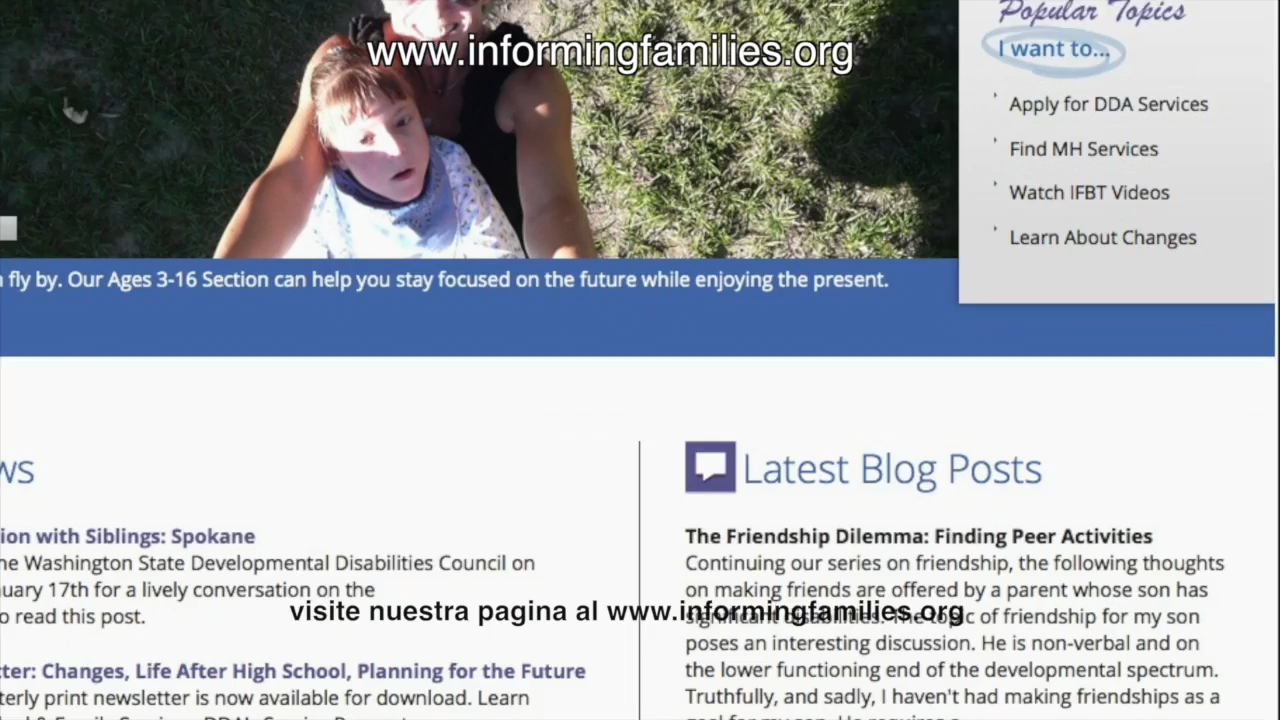 www.informingfamilies.org
Popular Topics
I want to...
Apply for DDA Services
Find MH Services
Watch IFBT Videos
Learn About Changes
fly by. Our Ages 3-16 Section can help you stay focused on the future while enjoying the present.
ws
ion with Siblings: Spokane
he Washington State Developmental Disabilities Council on
uary 17th for a lively conversation on the
o read this post.
tter: Changes, Life After High School, Planning for the Future
terly print newsletter is now available for download. Learn
Latest Blog Posts
The Friendship Dilemma: Finding Peer Activities
Continuing our series on friendship, the following thoughts
on making friends are offered by a parent whose son has
significant disabilities. The topic of friendship for my son
poses an interesting discussion. He is non-verbal and on
the lower functioning end of the developmental spectrum.
Truthfully, and sadly, I haven't had making friendships as a
visite nuestra pagina al www.informingfamilies.org